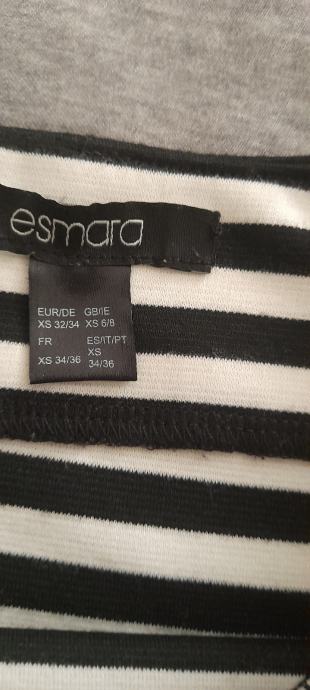 esmara
EUR/DE GB/IE
XS 32/34 XS 6/8
FR ES/IT/PT
XS 34/36 XS 34/36